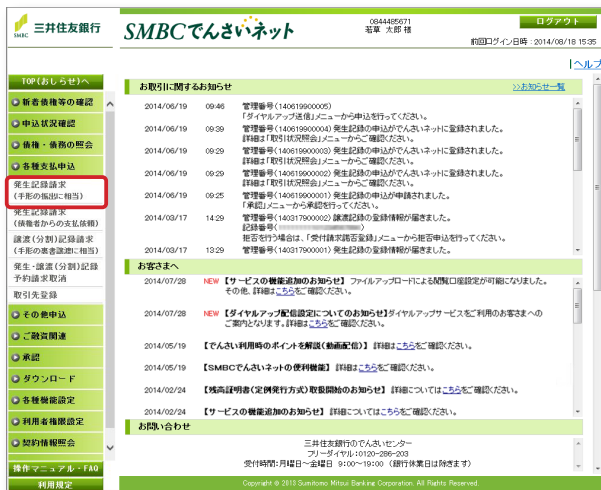 SMBC 三井住友銀行
SMBCでんさいネット
0844485671
若草 太郎 様
ログアウト
前回ログイン日時:2014/08/18 15:35
ヘルプ
TOP(おしらせ)へ
新着債権等の確認
申込状況確認
債権・債務の照会
各種支払申込
発生記録請求
(手形の振出に相当)
発生記録請求
(債権者からの支払依頼)
譲渡(分割)記録請求
(手形の裏書譲渡に相当)
発生・譲渡(分割)記録
予約請求取消
取引先登録
その他申込
ご融資関連
承認
ダウンロード
各種機能設定
利用者権限設定
契約情報照会
操作マニュアル・FAQ
利用規定
お取引に関するお知らせ
>>お知らせ一覧
2014/06/19 09:46 管理番号(140619900005)
「ダイヤルアップ送信」メニューから申込を行ってください。
2014/06/19 09:39 管理番号(140619900004) 発生記録の申込がでんさいネットに登録されました。
詳細は「取引状況照会」メニューからご確認ください。
2014/06/19 09:29 管理番号(140619900003) 発生記録の申込がでんさいネットに登録されました。
詳細は「取引状況照会」メニューからご確認ください。
2014/06/19 09:29 管理番号(140619900002) 発生記録の申込がでんさいネットに登録されました。
詳細は「取引状況照会」メニューからご確認ください。
2014/06/19 09:25 管理番号(140619900001) 発生記録の申込が申請されました。
「承認」メニューから承認を行ってください。
2014/03/17 14:29 管理番号(140317900002) 譲渡記録の登録情報が届きました。
記録番号( )
拒否を行う場合は、「受付請求諾否登録」メニューから拒否申込を行ってください。
2014/03/17 13:29 管理番号(140317900001) 発生記録の登録情報が届きました。
お客さまへ
2014/07/28 NEW 【サービスの機能追加のお知らせ】 ファイルアップロードによる閲覧口座設定が可能になりました。
その他、詳細はこちらをご確認ください。
2014/07/28 NEW 【ダイヤルアップ配信設定についてのお知らせ】ダイヤルアップサービスをご利用のお客さまへの
ご案内となります。詳細はこちらをご確認ください。
2014/05/19 【でんさい利用時のポイントを解説(動画配信)】 詳細はこちらをご確認ください。
2014/05/19 【SMBCでんさいネットの便利機能】 詳細はこちらをご確認ください。
2014/02/24 【残高証明書(定例発行方式)取扱開始のお知らせ】 詳細についてはこちらをご確認ください。
2014/02/24 【サービスの機能追加のお知らせ】 詳細についてはこちらをご確認ください。
お問い合わせ
三井住友銀行のでんさいセンター
フリーダイヤル:0120-286-203
受付時間:月曜日~金曜日 9:00~19:00 (銀行休業日は除きます)
Copyright © 2013 Sumitomo Mitsui Banking Corporation. All Rights Reserved.